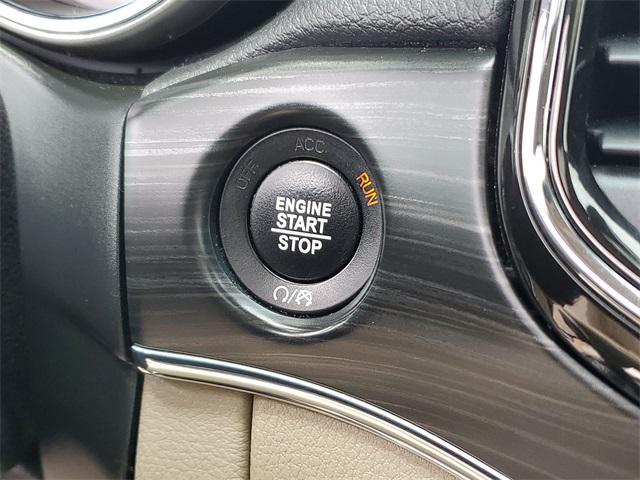 OFF
ACC
RUN
ENGINE
START
STOP